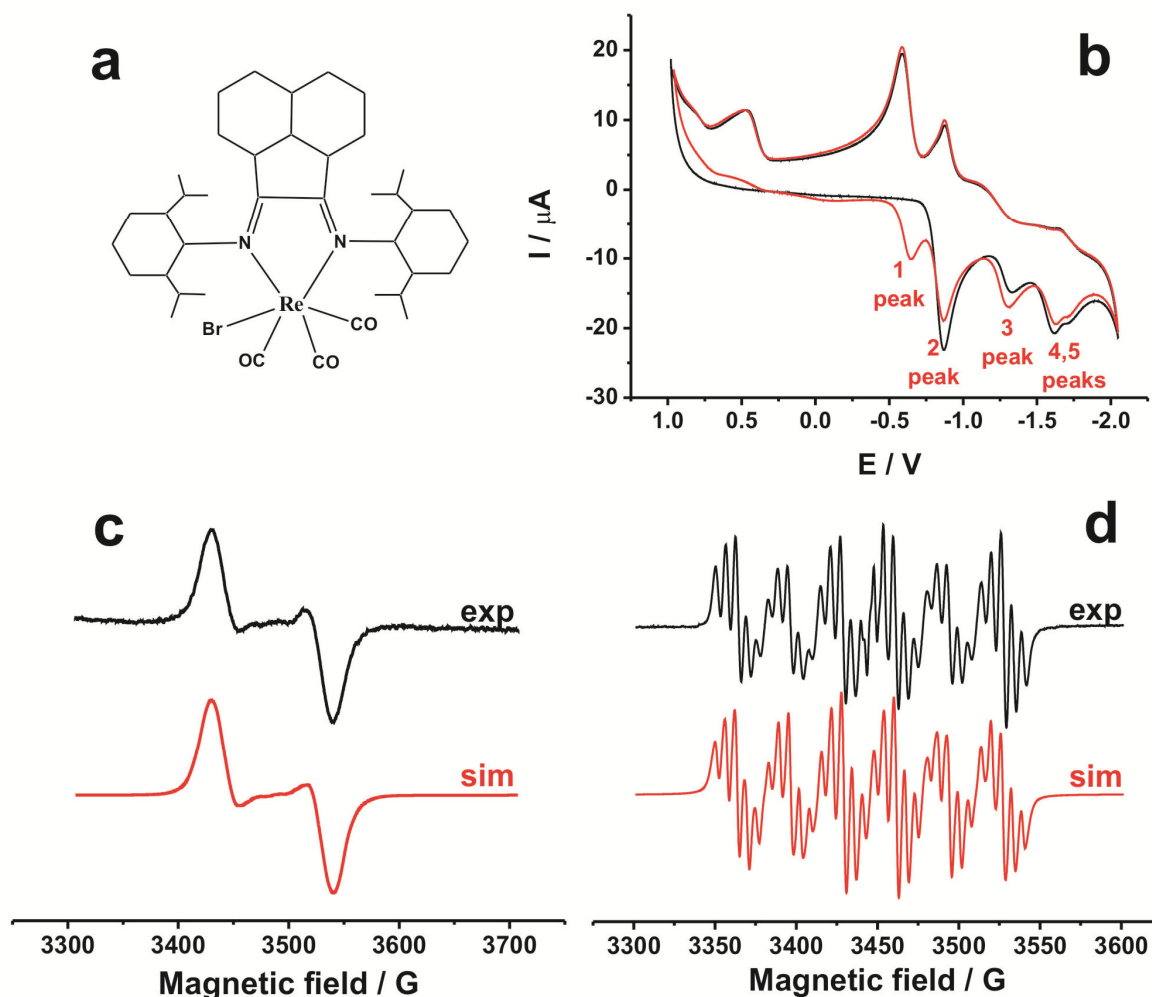 a
N
N
Re
Br
CO
OC
CO
b
20
10
0
-10
-20
-30
I / μA
1
peak
2
peak
3
peak
4,5
peaks
1.0 0.5 0.0 -0.5 -1.0 -1.5 -2.0
E / V
c
exp
sim
3300 3400 3500 3600 3700
Magnetic field / G
d
exp
sim
3300 3350 3400 3450 3500 3550 3600
Magnetic field / G